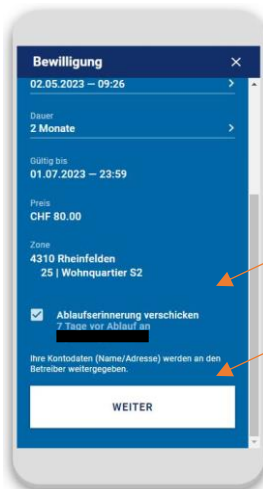 Bewilligung ×
02.05.2023 — 09:26 >
Dauer
2 Monate >
Gültig bis
01.07.2023 — 23:59
Preis
CHF 80.00
Zone
4310 Rheinfelden
25 | Wohnquartier S2
Ablaufserinnerung verschicken
7 Tage vor Ablauf an
Ihre Kontodaten (Name/Adresse) werden an den
Betreiber weitergegeben.
WEITER